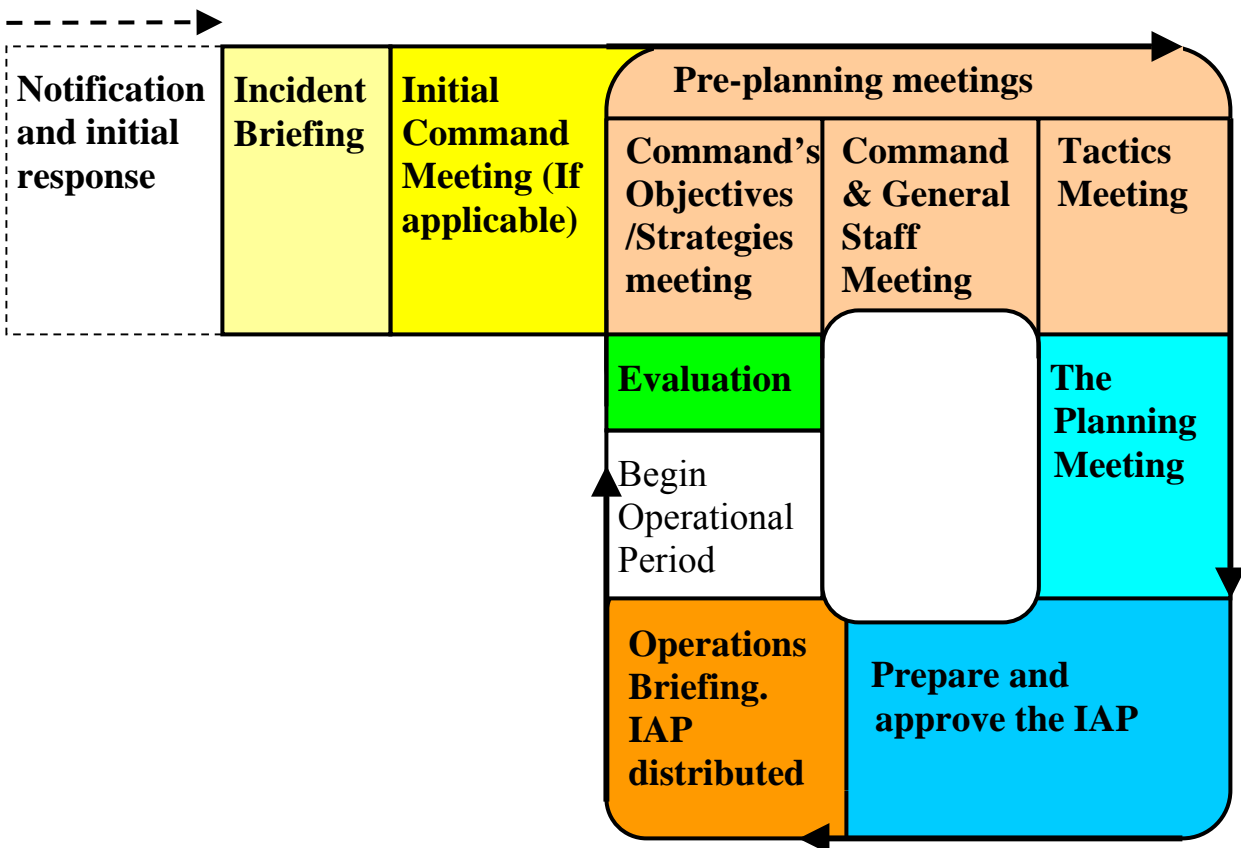 Notification
and initial
response
Incident
Briefing
Initial
Command
Meeting (If
applicable)
Pre-planning meetings
Command’s
Objectives
/Strategies
meeting
Command
& General
Staff
Meeting
Tactics
Meeting
Evaluation
The
Planning
Meeting
Begin
Operational
Period
Operations
Briefing.
IAP
distributed
Prepare and
approve the IAP